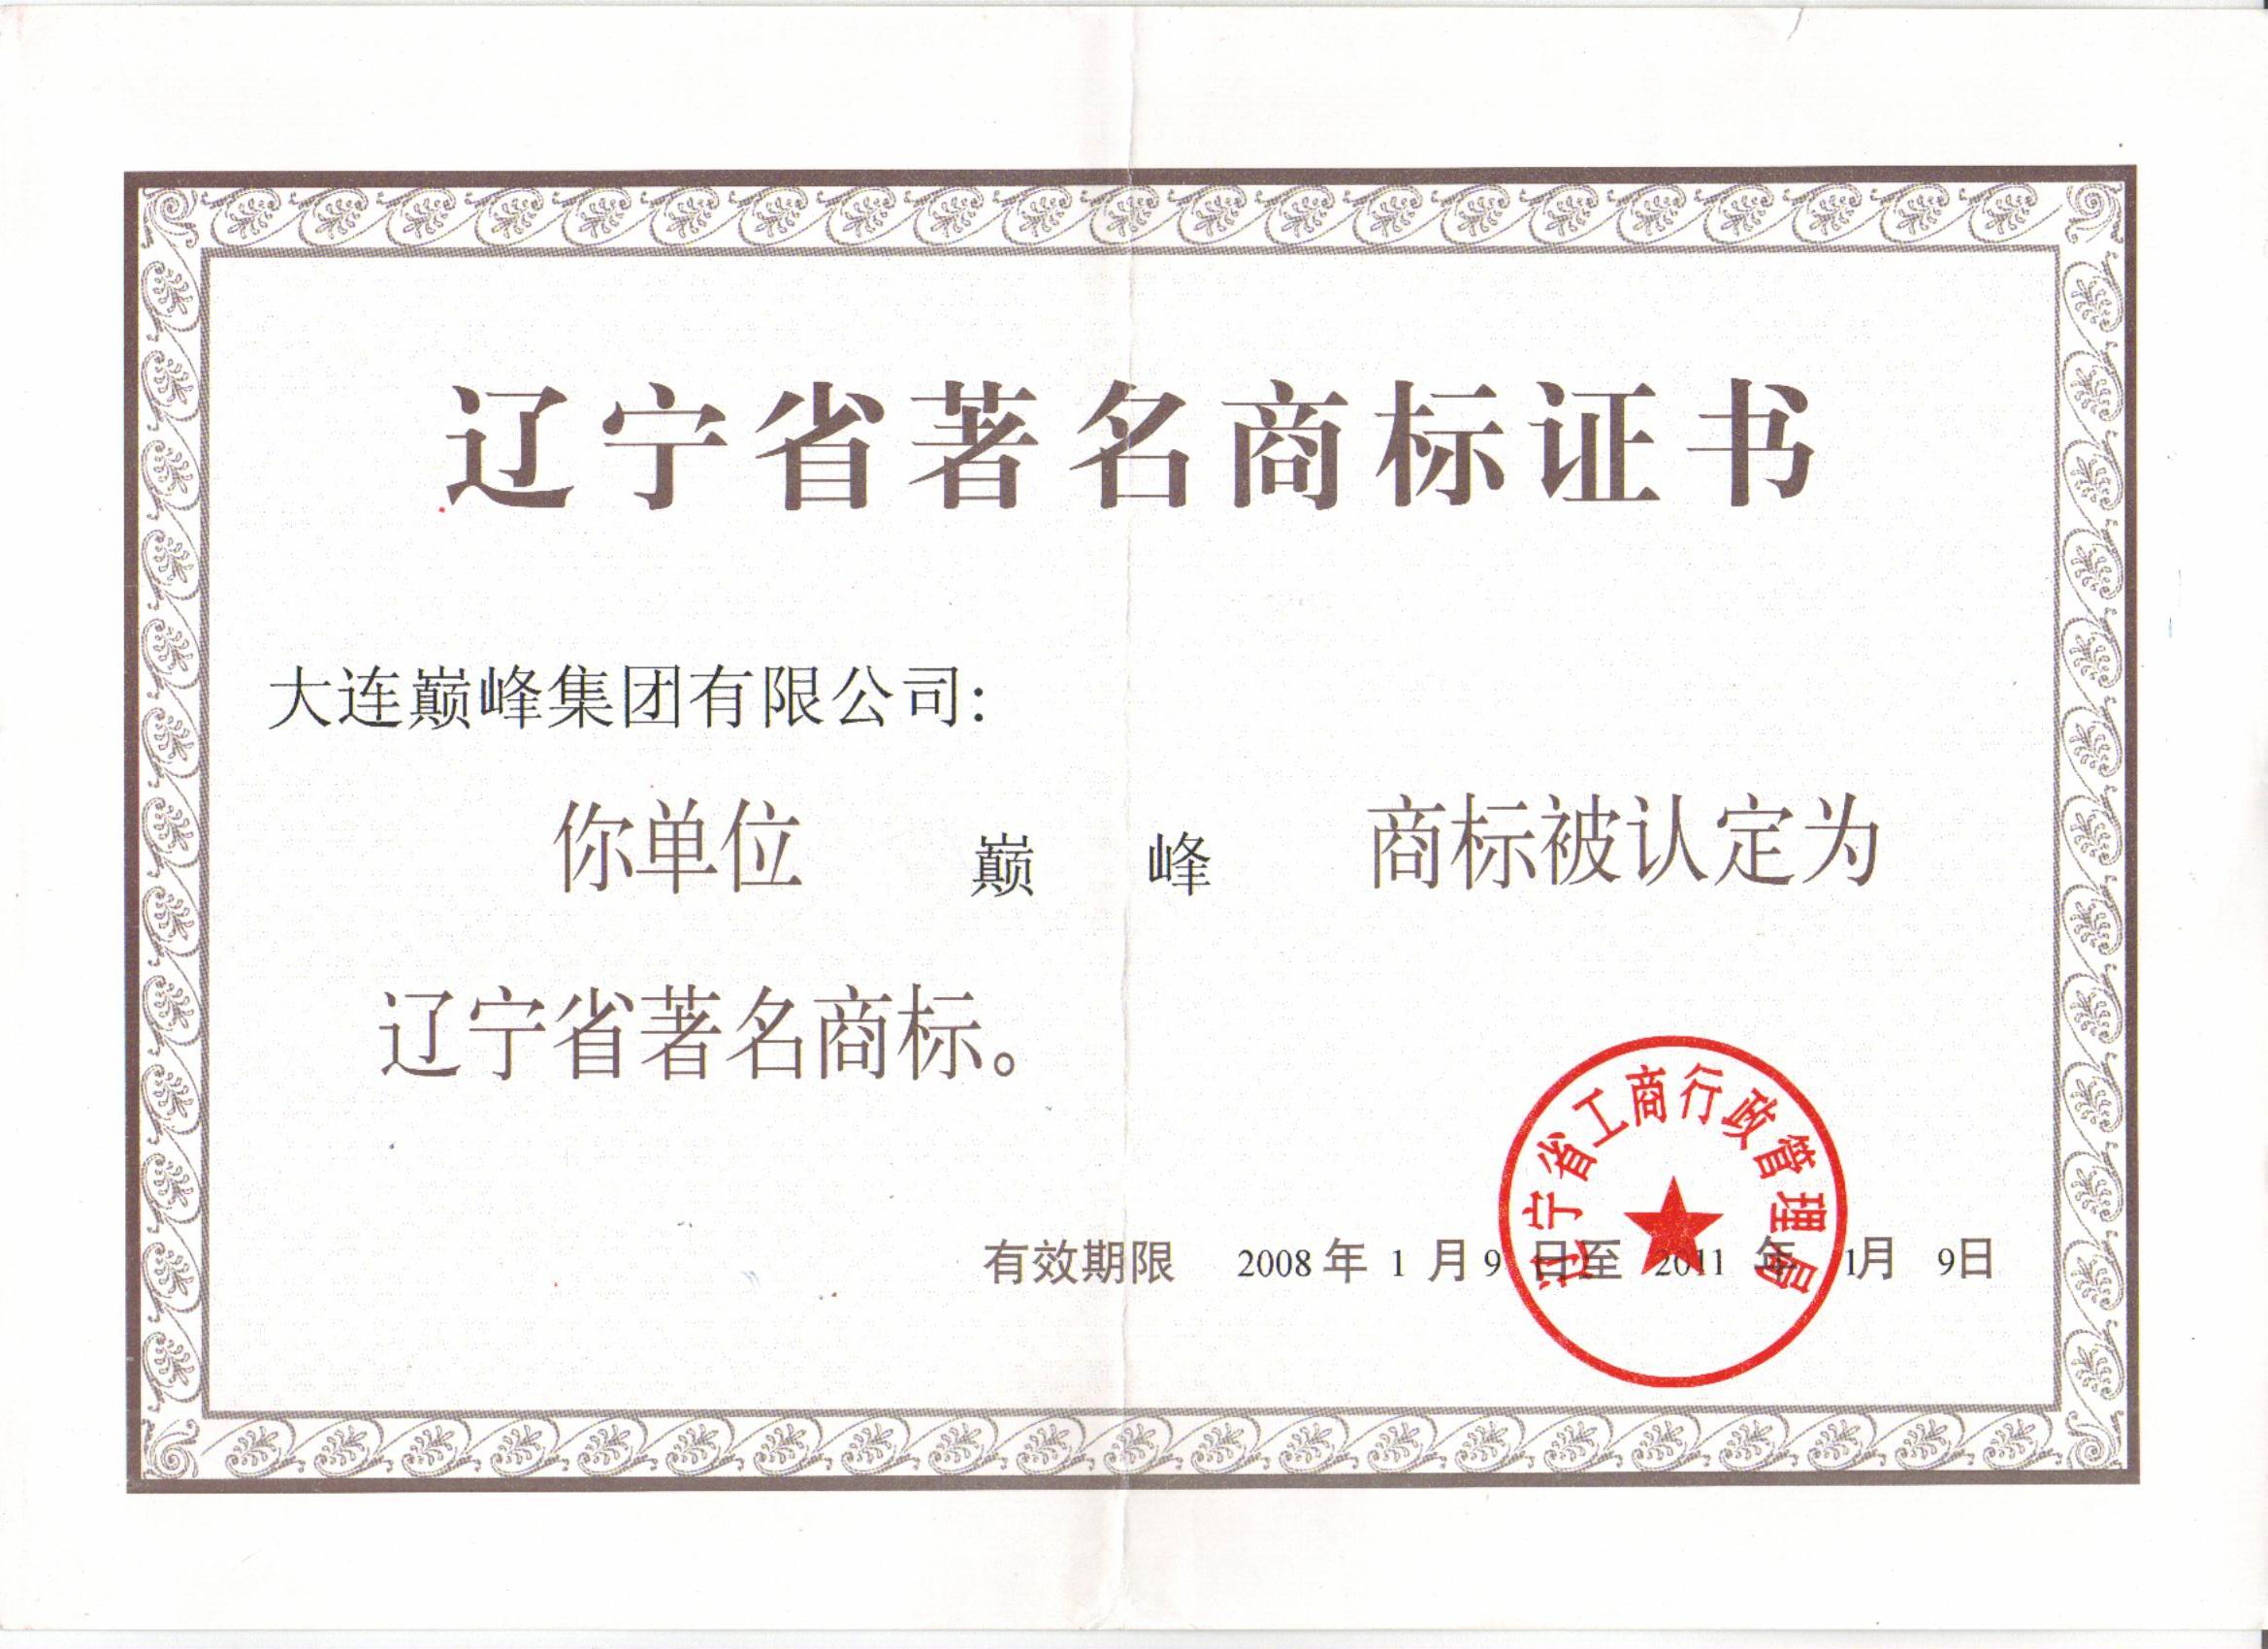 辽宁省著名商标证书
大连巅峰集团有限公司:
你单位 巅 峰 商标被认定为
辽宁省著名商标。
辽宁省工商行政管理局
有效期限 2008 年 1 月 9 日至 2011 年 1月 9日